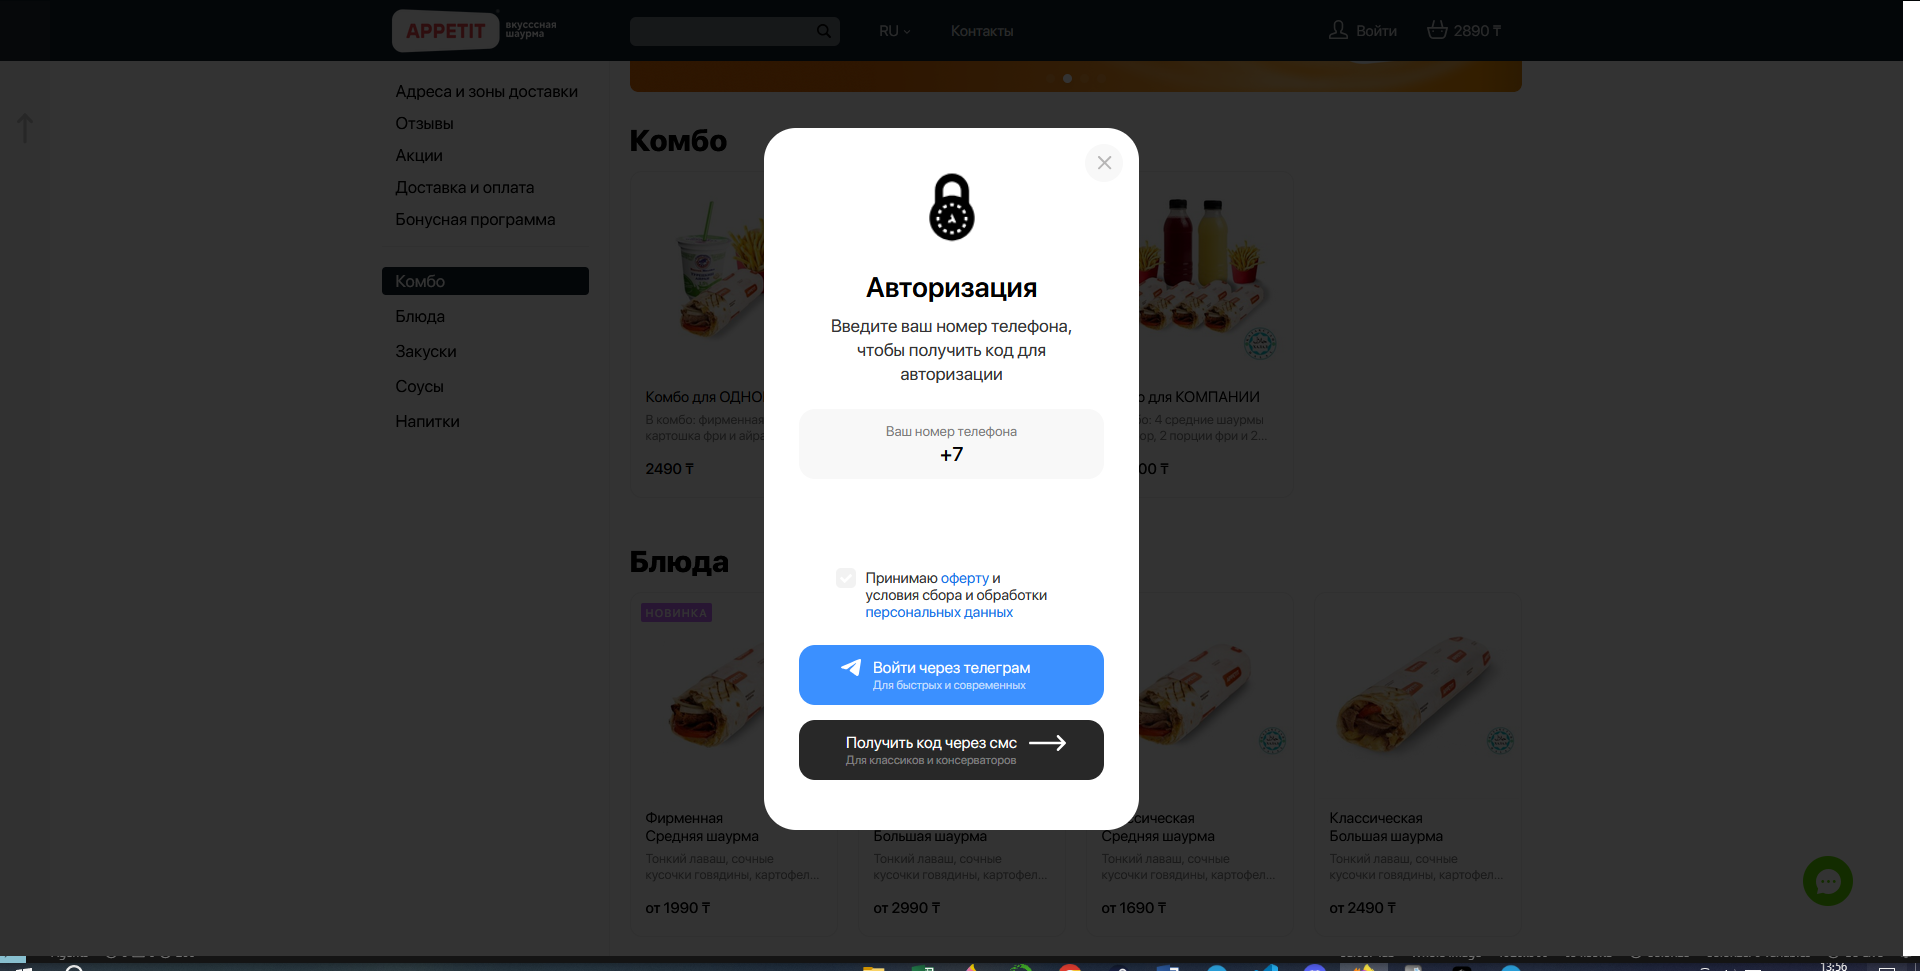 APPETIT
вкусссная
шаурма
RU
Контакты
Войти
2890 ₸
Адреса и зоны доставки
Отзывы
Акции
Доставка и оплата
Бонусная программа
Комбо
Блюда
Закуски
Соусы
Напитки
Комбо
Комбо для ОДНО
В комбо: фирменная
картошка фри и айра
2490 ₸
для КОМПАНИИ
4 средние шаурмы
2 порции фри и 2...
Авторизация
Введите ваш номер телефона,
чтобы получить код для
авторизации
Ваш номер телефона
+7
Принимаю оферту и
условия сбора и обработки
персональных данных
Войти через телеграм
Для быстрых и современных
Получить код через смс
Для классиков и консерваторов
Блюда
НОВИНКА
Фирменная
Средняя шаурма
Тонкий лаваш, сочные
кусочки говядины, картофел...
от 1990 ₸
Большая шаурма
Тонкий лаваш, сочные
кусочки говядины, картофел...
от 2990 ₸
ссическая
Средняя шаурма
Тонкий лаваш, сочные
кусочки говядины, картофел...
от 1690 ₸
Классическая
Большая шаурма
Тонкий лаваш, сочные
кусочки говядины, картофел...
от 2490 ₸
13:56